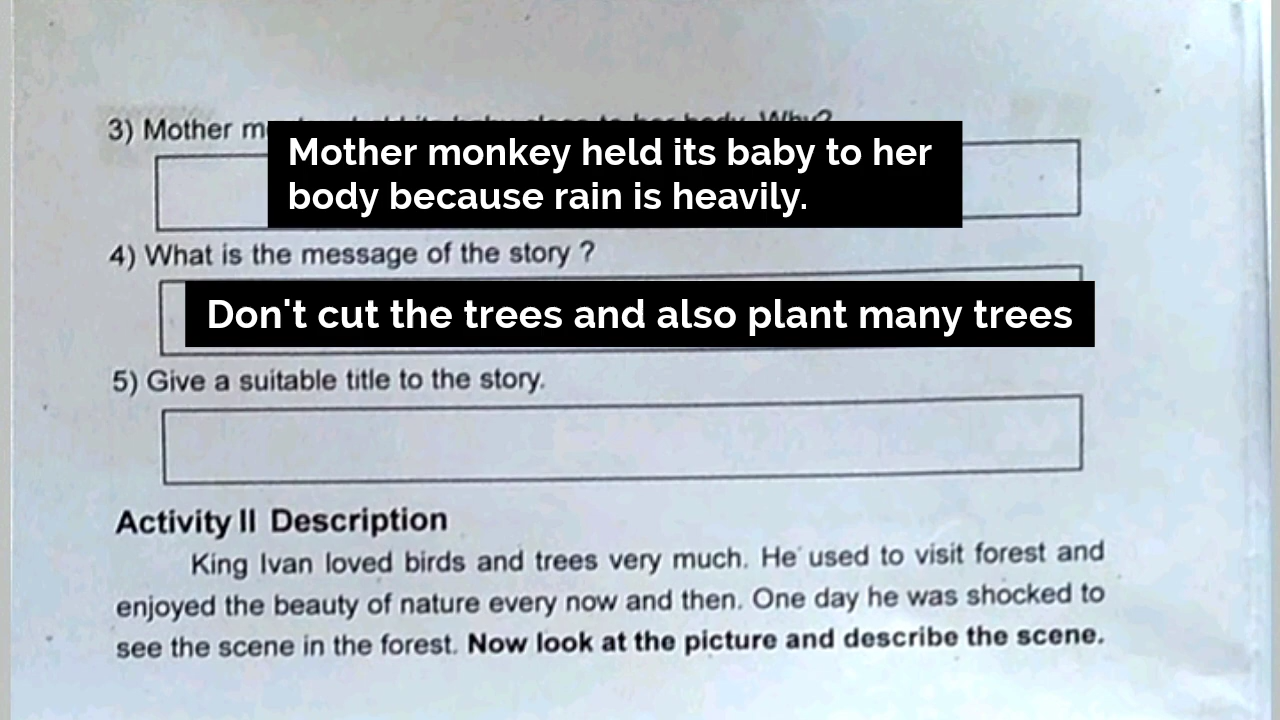 3) Mother
Mother monkey held its baby to her
body because rain is heavily.
4) What is the message of the story ?
Don't cut the trees and also plant many trees
5) Give a suitable title to the story.
Activity II Description
King Ivan loved birds and trees very much. He used to visit forest and
enjoyed the beauty of nature every now and then. One day he was shocked to
see the scene in the forest. Now look at the picture and describe the scene.